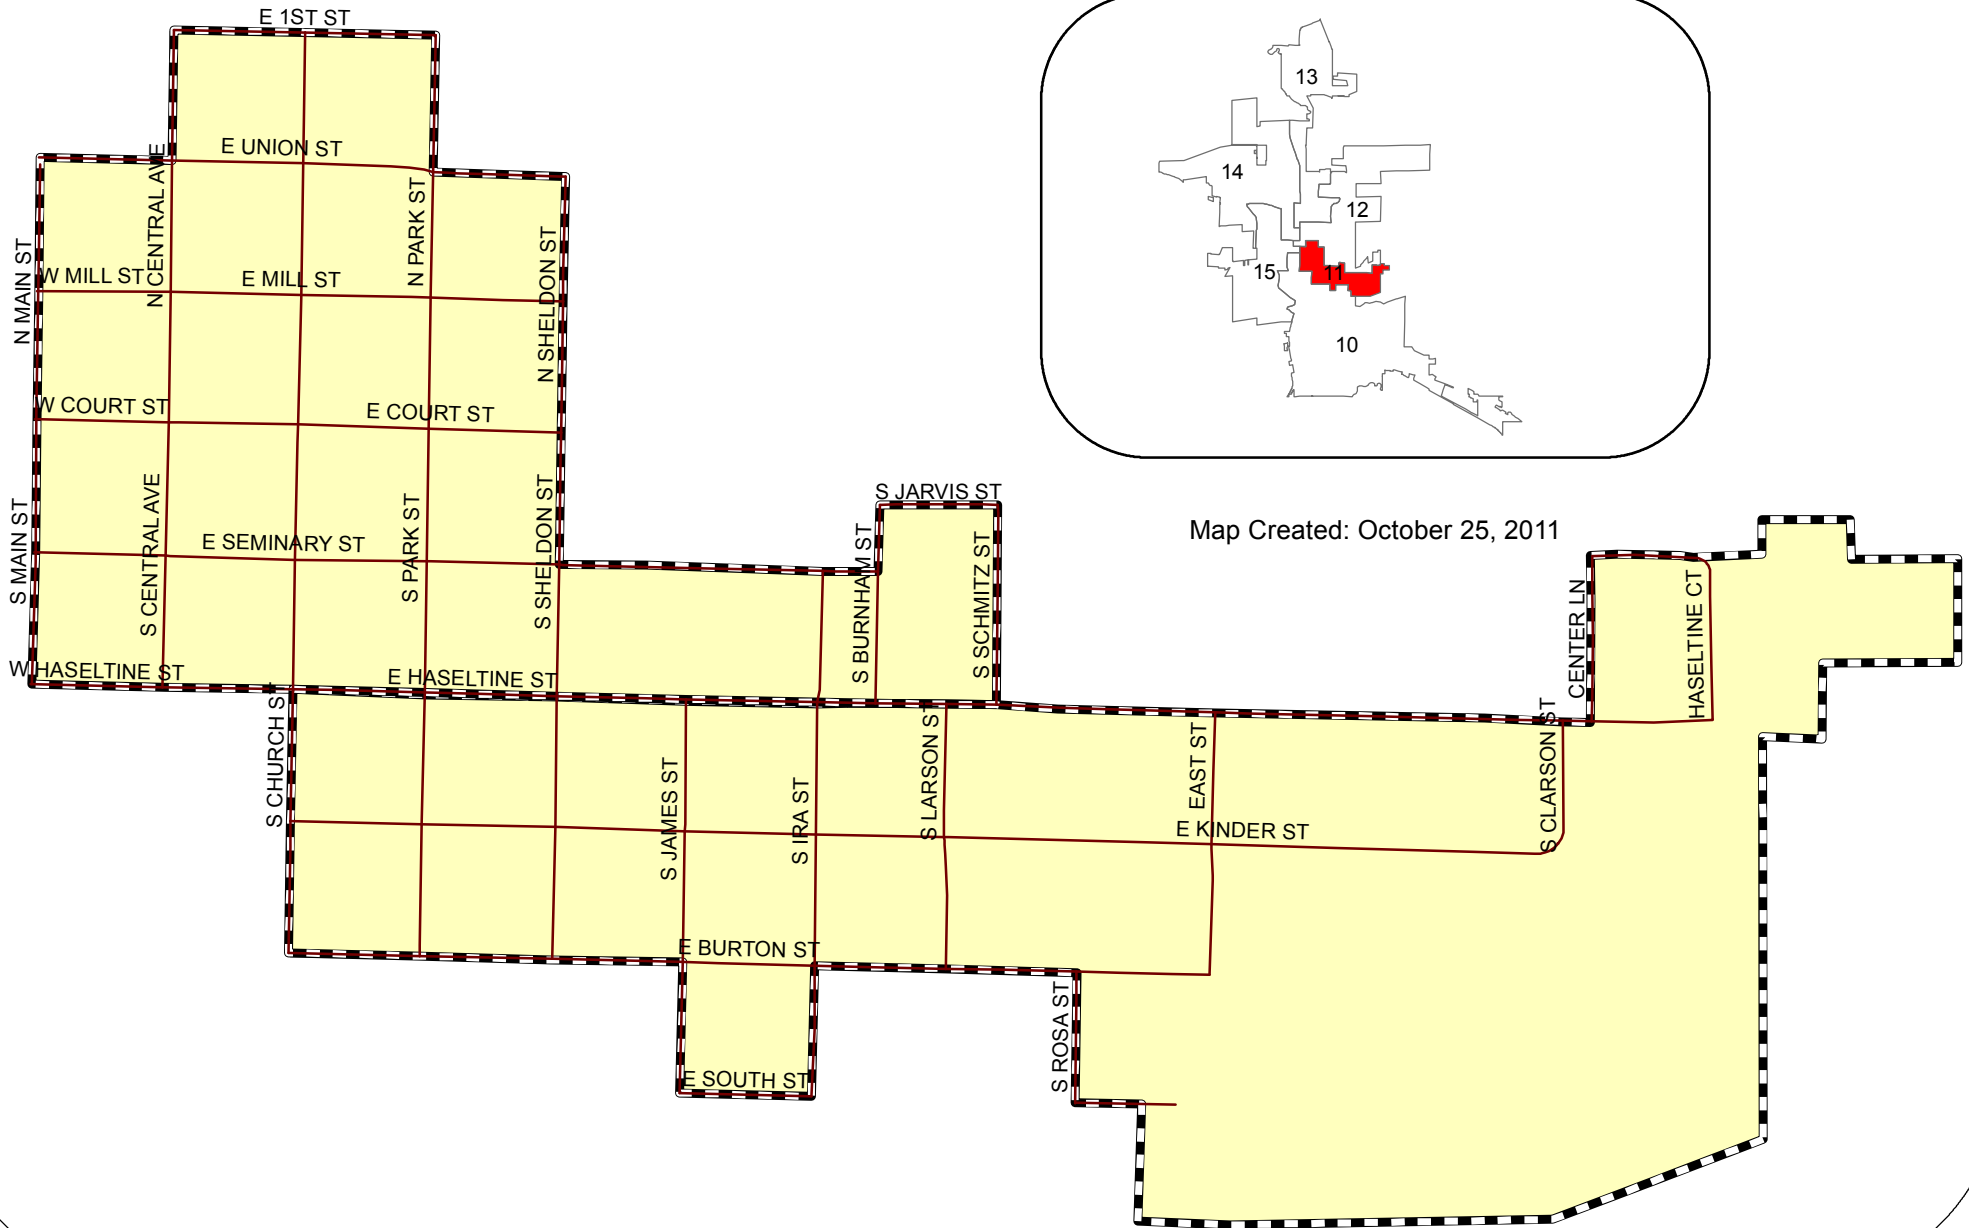 E 1ST ST
E UNION ST
N CENTRAL AVE
N PARK ST
N MAIN ST
W MILL ST
E MILL ST
N SHELDON ST
W COURT ST
E COURT ST
S MAIN ST
S CENTRAL AVE
E SEMINARY ST
S PARK ST
S SHELDON ST
S JARVIS ST
S BURNHAM ST
S SCHMITZ ST
W HASELTINE ST
E HASELTINE ST
S CHURCH ST
S JAMES ST
S IRA ST
S LARSON ST
EAST ST
E KINDER ST
S CLARSON ST
CENTER LN
HASELTINE CT
E BURTON ST
E SOUTH ST
S ROSA ST
13
14
12
15
11
10
Map Created: October 25, 2011